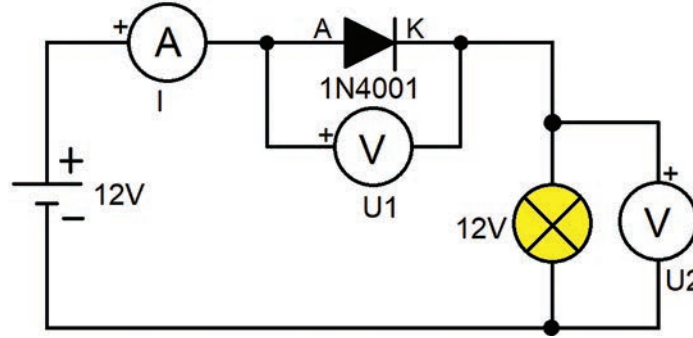 + A
I
A K
1N4001
+ V
U1
+
12V
−
12V
+
V
U2